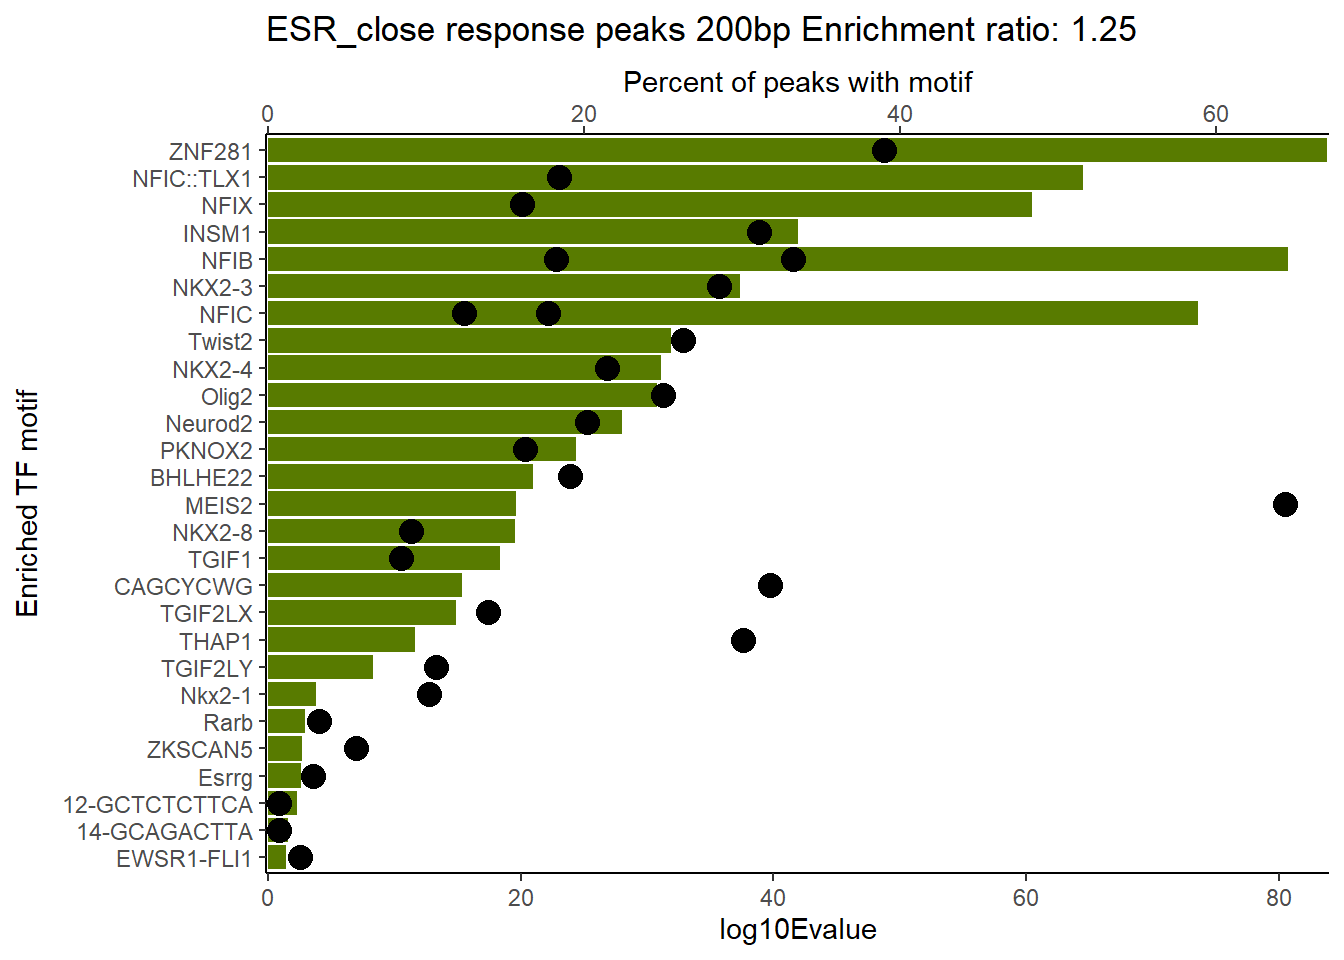 ESR_close response peaks 200bp Enrichment ratio: 1.25
Percent of peaks with motif
0 20 40 60
ZNF281
NFIC::TLX1
NFIX
INSM1
NFIB
NKX2-3
NFIC
Twist2
NKX2-4
Olig2
Neurod2
PKNOX2
BHLHE22
MEIS2
NKX2-8
TGIF1
CAGCYCWG
TGIF2LX
THAP1
TGIF2LY
Nkx2-1
Rarb
ZKSCAN5
Esrrg
12-GCTCTCTTCA
14-GCAGACTTA
EWSR1-FLI1
Enriched TF motif
0 20 40 60 80
log10Evalue